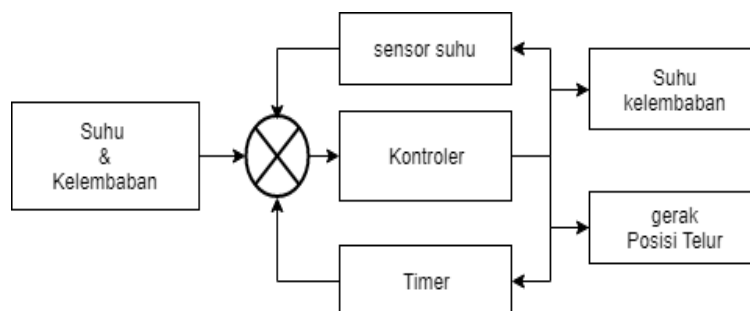 sensor suhu
Suhu
kelembaban
Suhu
&
Kelembaban
Kontroler
gerak
Posisi Telur
Timer